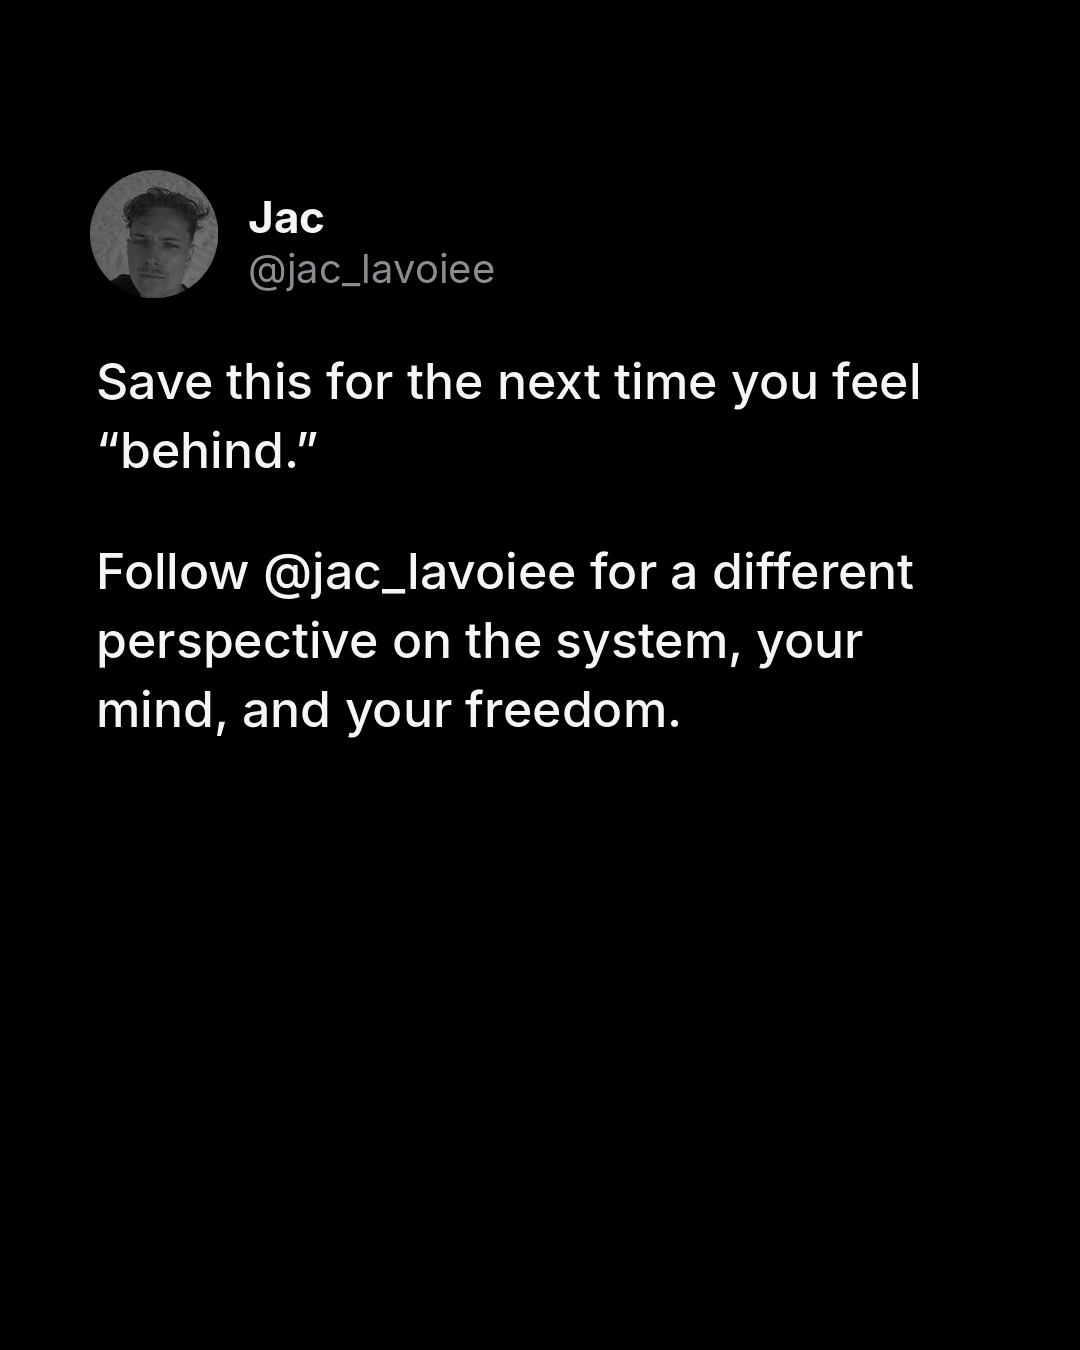 Jac
@jac_lavoiee
Save this for the next time you feel
“behind.”
Follow @jac_lavoiee for a different
perspective on the system, your
mind, and your freedom.